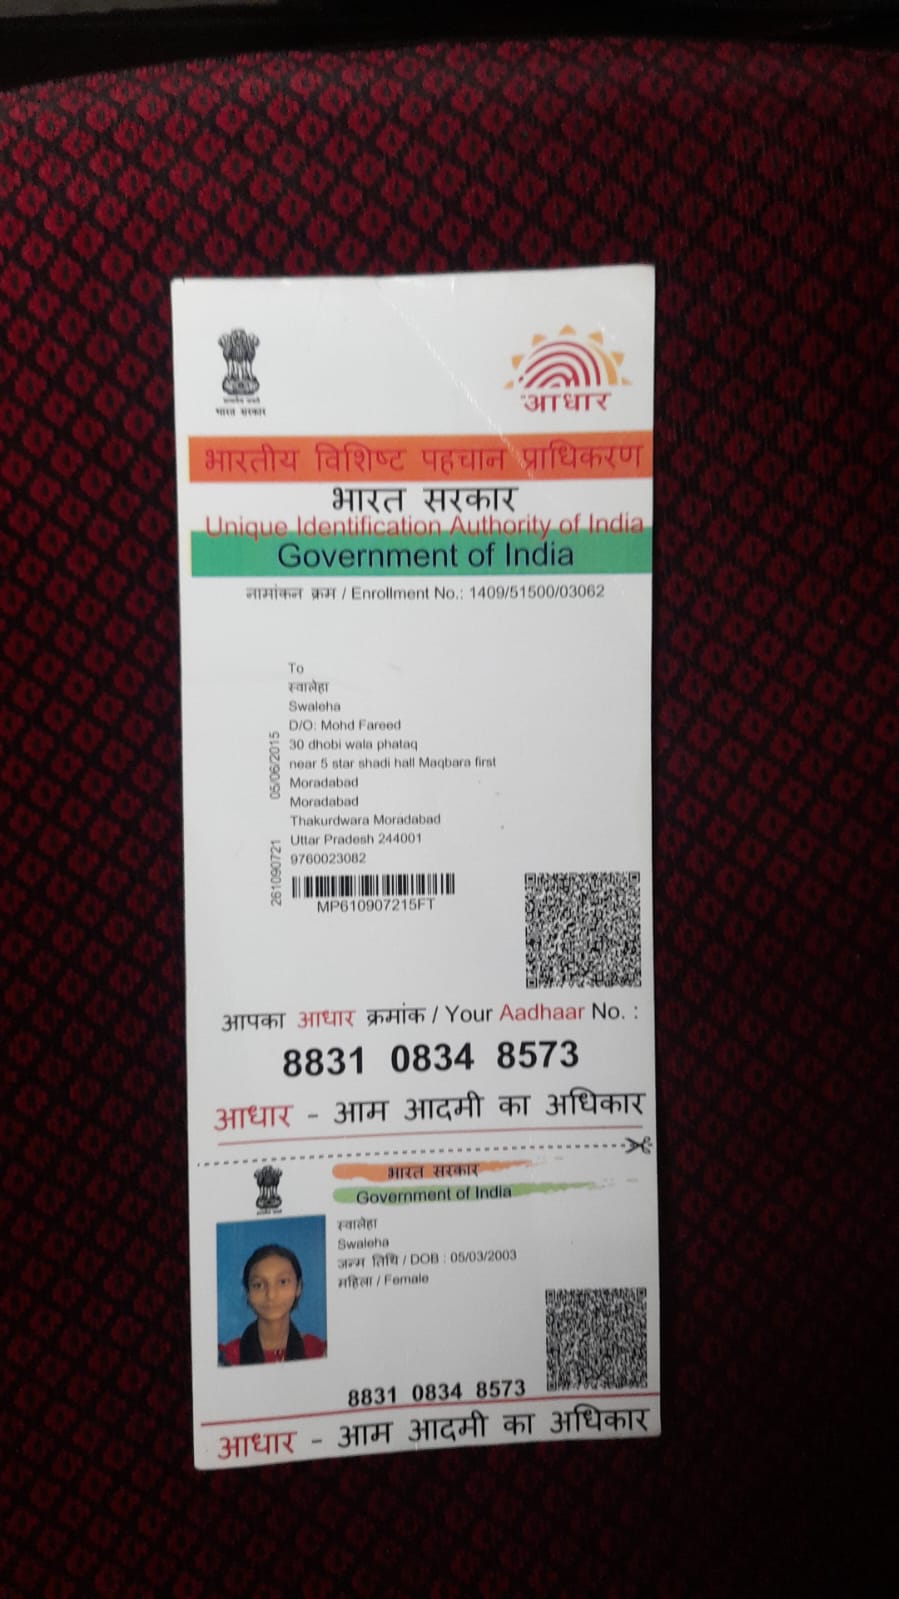 भारत सरकार
आधार
भारतीय विशिष्ट पहचान प्राधिकरण
भारत सरकार
Unique Identification Authority of India
Government of India
नामांकन क्रम / Enrollment No.: 1409/51500/03062
To
स्वालेहा
Swaleha
D/O: Mohd Fareed
30 dhobi wala phataq
near 5 star shadi hall Maqbara first
Moradabad
Moradabad
Thakurdwara Moradabad
Uttar Pradesh 244001
9760023082
05/06/2015
261090721
MP610907215FT
आपका आधार क्रमांक / Your Aadhaar No. :
8831 0834 8573
आधार - आम आदमी का अधिकार
भारत सरकार
Government of India
स्वालेहा
Swaleha
जन्म तिथि / DOB : 05/03/2003
महिला / Female
8831 0834 8573
आधार - आम आदमी का अधिकार